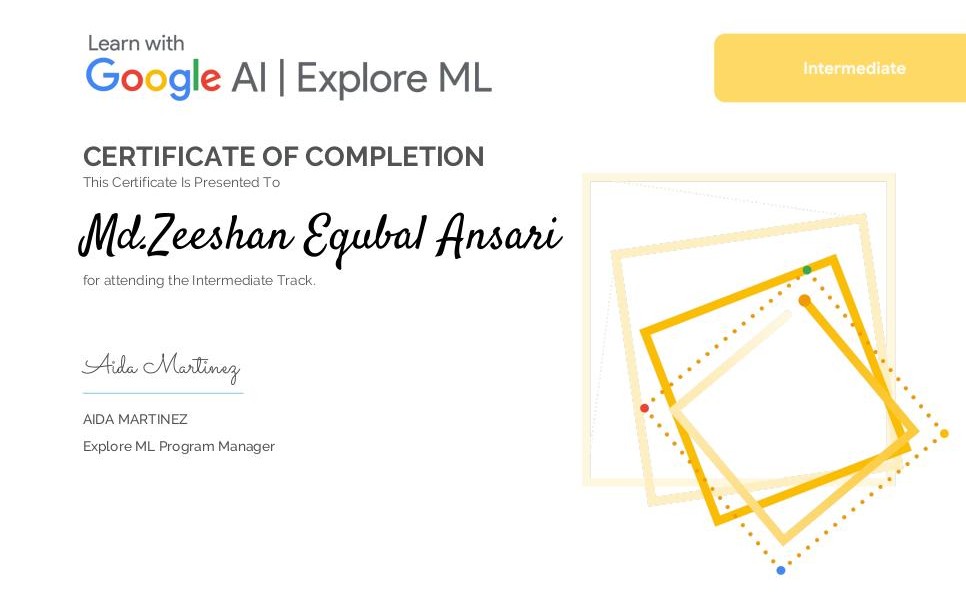 Learn with
Google AI | Explore ML
Intermediate
CERTIFICATE OF COMPLETION
This Certificate Is Presented To
Md.Zeeshan Equbal Ansari
for attending the Intermediate Track.
Aida Martinez
AIDA MARTINEZ
Explore ML Program Manager